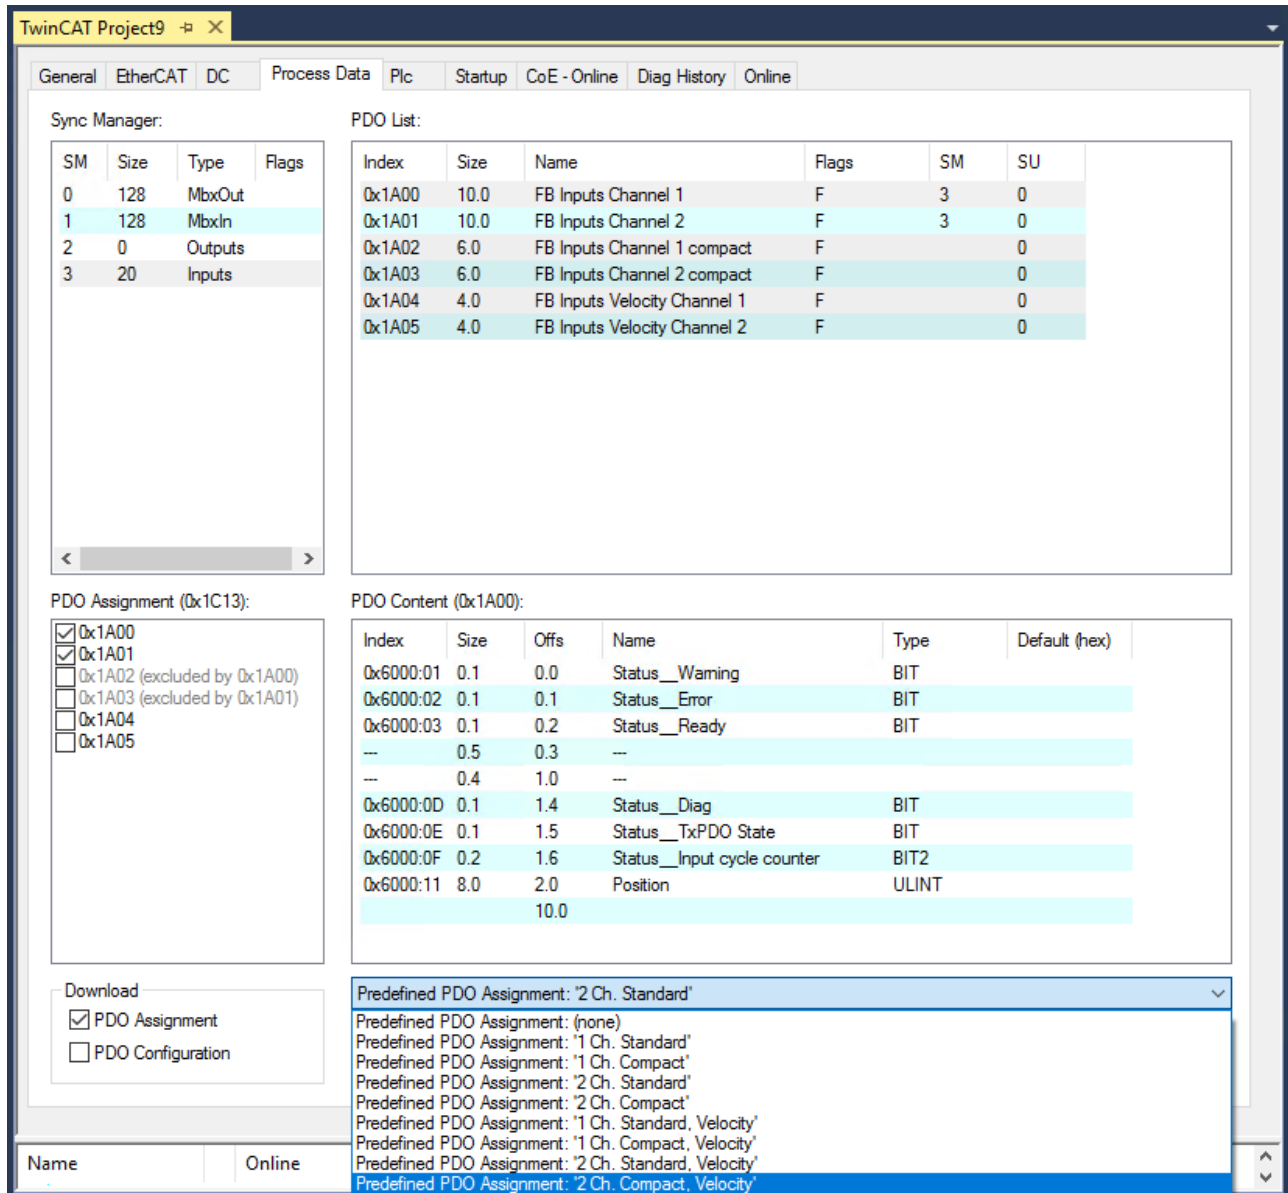 TwinCAT Project9
General EtherCAT DC Process Data Plc Startup CoE - Online Diag History Online
Sync Manager:
SM Size Type Flags
0 128 MbxOut
1 128 MbxIn
2 0 Outputs
3 20 Inputs
PDO List:
Index Size Name Flags SM SU
0x1A00 10.0 FB Inputs Channel 1 F 3 0
0x1A01 10.0 FB Inputs Channel 2 F 3 0
0x1A02 6.0 FB Inputs Channel 1 compact F 0
0x1A03 6.0 FB Inputs Channel 2 compact F 0
0x1A04 4.0 FB Inputs Velocity Channel 1 F 0
0x1A05 4.0 FB Inputs Velocity Channel 2 F 0
PDO Assignment (0x1C13):
0x1A00
0x1A01
0x1A02 (excluded by 0x1A00)
0x1A03 (excluded by 0x1A01)
0x1A04
0x1A05
PDO Content (0x1A00):
Index Size Offs Name Type Default (hex)
0x6000:01 0.1 0.0 Status__Warning BIT
0x6000:02 0.1 0.1 Status__Error BIT
0x6000:03 0.1 0.2 Status__Ready BIT
--- 0.5 0.3 ---
--- 0.4 1.0 ---
0x6000:0D 0.1 1.4 Status__Diag BIT
0x6000:0E 0.1 1.5 Status__TxPDO State BIT
0x6000:0F 0.2 1.6 Status__Input cycle counter BIT2
0x6000:11 8.0 2.0 Position ULINT
10.0
Download
PDO Assignment
PDO Configuration
Predefined PDO Assignment: '2 Ch. Standard'
Predefined PDO Assignment: (none)
Predefined PDO Assignment: '1 Ch. Standard'
Predefined PDO Assignment: '1 Ch. Compact'
Predefined PDO Assignment: '2 Ch. Standard'
Predefined PDO Assignment: '2 Ch. Compact'
Predefined PDO Assignment: '1 Ch. Standard, Velocity'
Predefined PDO Assignment: '1 Ch. Compact, Velocity'
Predefined PDO Assignment: '2 Ch. Standard, Velocity'
Predefined PDO Assignment: '2 Ch. Compact, Velocity'
Name Online